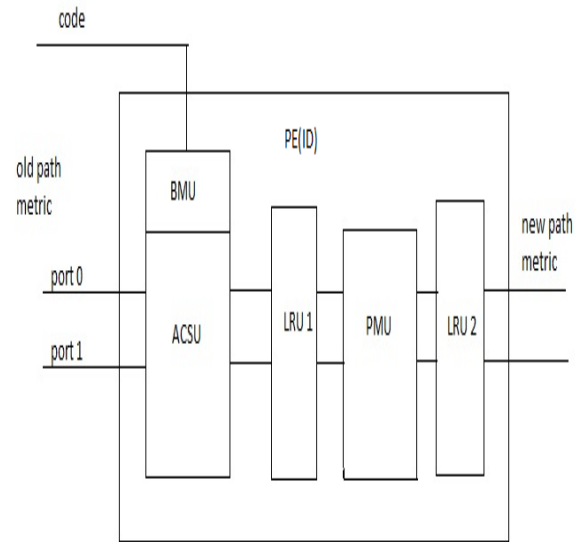 code
PE(ID)
old path
metric
BMU
new path
metric
port 0
port 1
ACSU
LRU 1
PMU
LRU 2